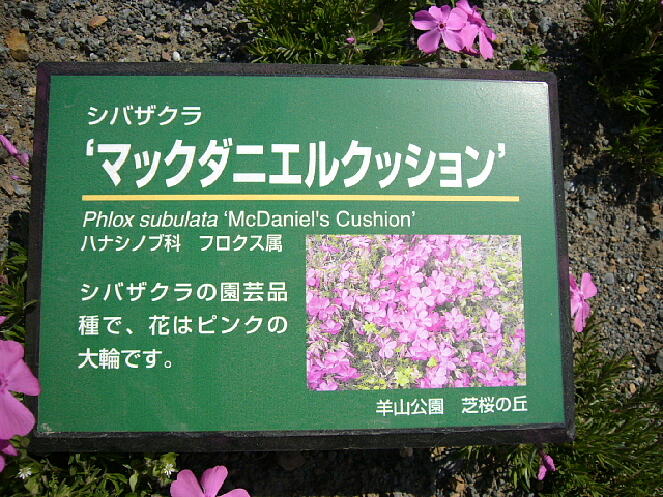 シバザクラ
‘マックダニエルクッション’
Phlox subulata ‘McDaniel's Cushion’
ハナシノブ科　フロクス属
シバザクラの園芸品
種で、花はピンクの
大輪です。
羊山公園　芝桜の丘